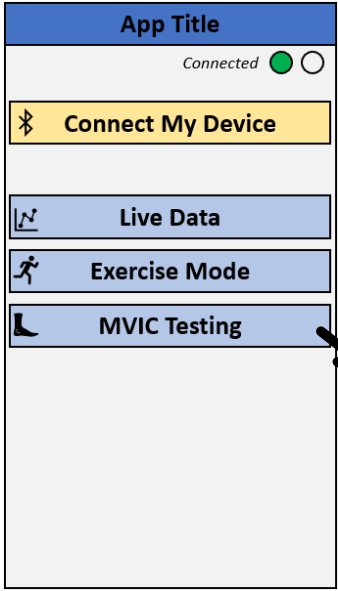 App Title
Connected
Connect My Device
Live Data
Exercise Mode
MVIC Testing